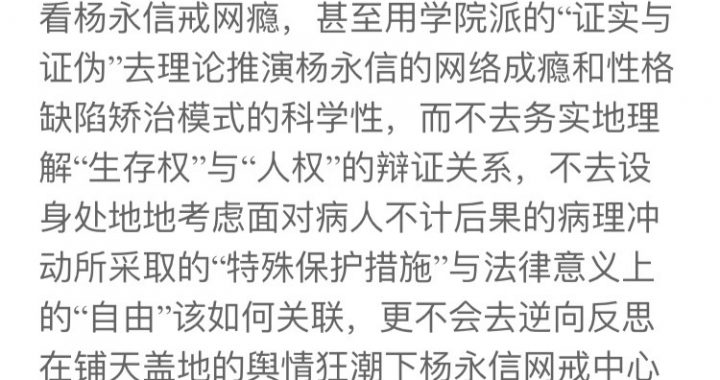 看杨永信戒网瘾，甚至用学院派的“证实与
证伪”去理论推演杨永信的网络成瘾和性格
缺陷矫治模式的科学性，而不去务实地理
解“生存权”与“人权”的辩证关系，不去设
身处地地考虑面对病人不计后果的病理冲
动所采取的“特殊保护措施”与法律意义上
的“自由”该如何关联，更不会去逆向反思
在铺天盖地的舆情狂潮下杨永信网戒中心